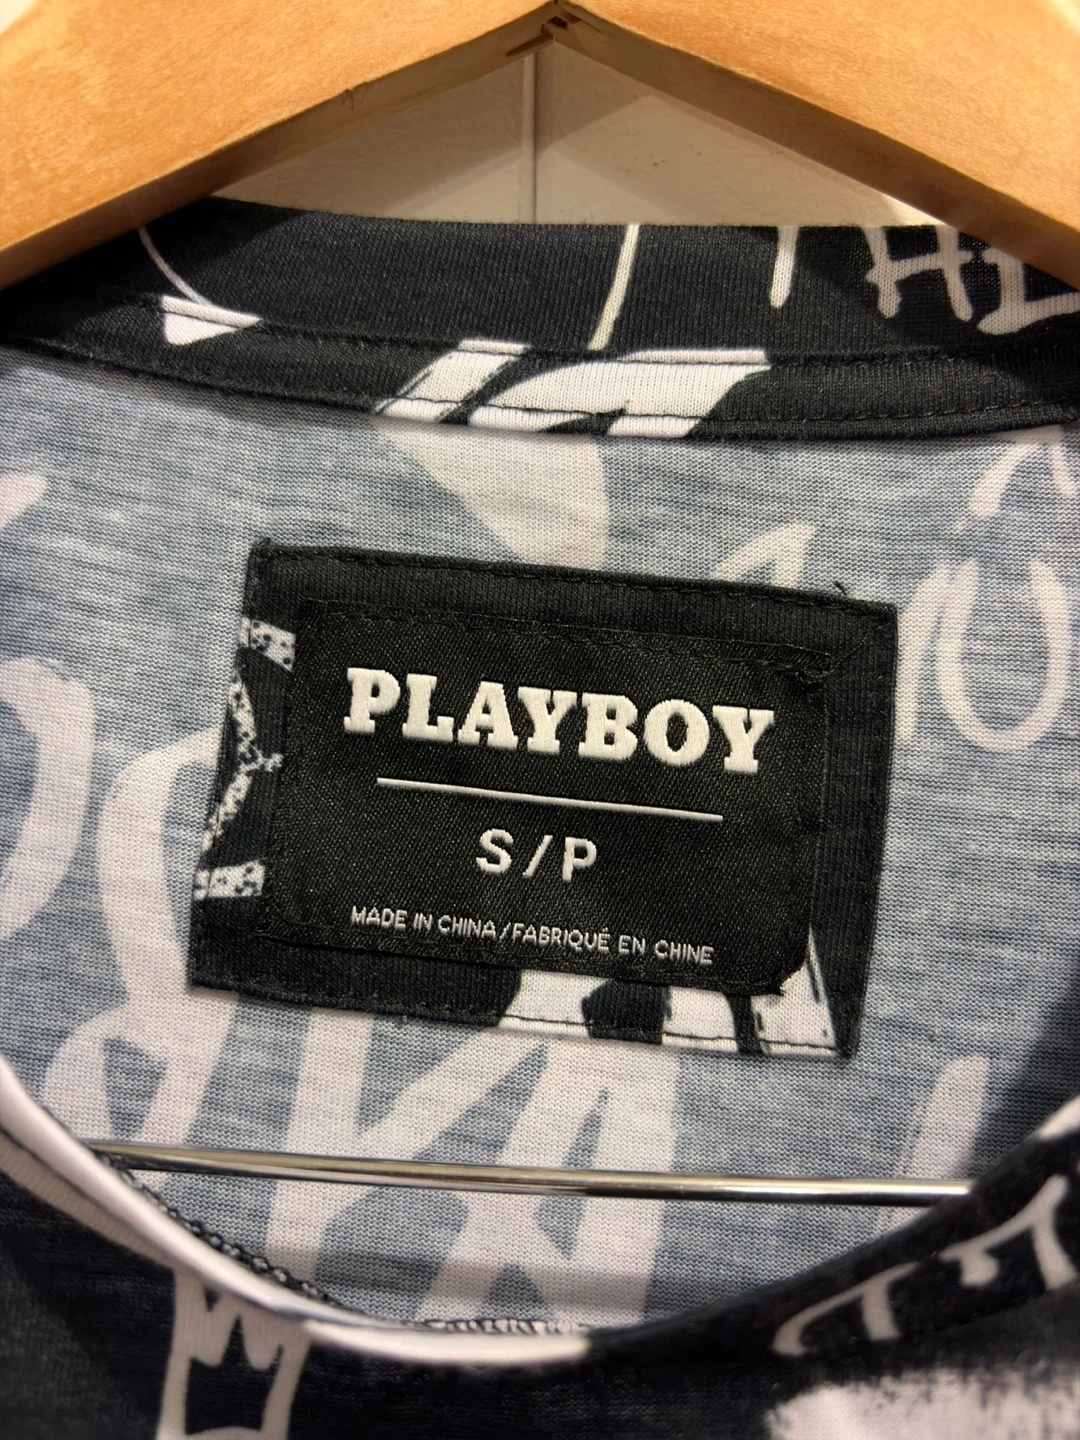 PLAYBOY
S/P
MADE IN CHINA/FABRIQUÉ EN CHINE